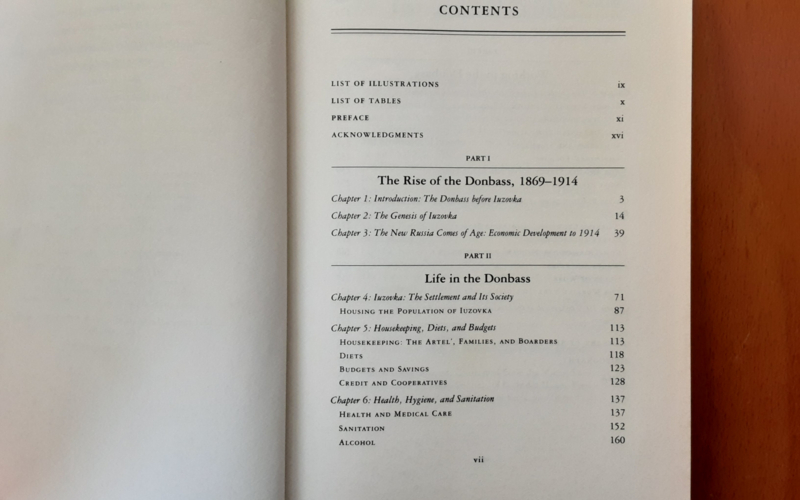 CONTENTS
LIST OF ILLUSTRATIONS ix
LIST OF TABLES x
PREFACE xi
ACKNOWLEDGMENTS xvi
PART I
The Rise of the Donbass, 1869–1914
Chapter 1: Introduction: The Donbass before Iuzovka 3
Chapter 2: The Genesis of Iuzovka 14
Chapter 3: The New Russia Comes of Age: Economic Development to 1914 39
PART II
Life in the Donbass
Chapter 4: Iuzovka: The Settlement and Its Society 71
HOUSING THE POPULATION OF IUZOVKA 87
Chapter 5: Housekeeping, Diets, and Budgets 113
HOUSEKEEPING: THE ARTEL', FAMILIES, AND BOARDERS 113
DIETS 118
BUDGETS AND SAVINGS 123
CREDIT AND COOPERATIVES 128
Chapter 6: Health, Hygiene, and Sanitation 137
HEALTH AND MEDICAL CARE 137
SANITATION 152
ALCOHOL 160
vii